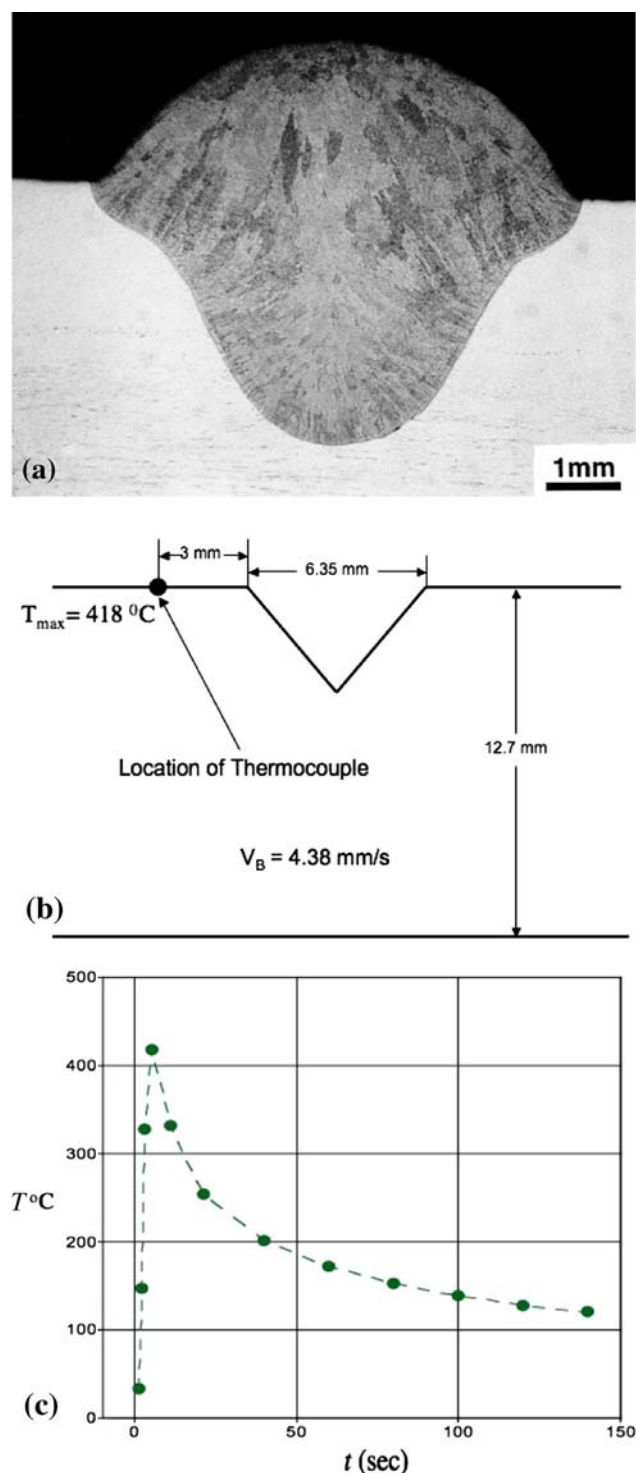 (a)
1mm
3 mm
6.35 mm
Tmax= 418 ⁰C
12.7 mm
Location of Thermocouple
VB = 4.38 mm/s
(b)
500
400
300
T°C
200
100
0
0
50
100
150
(c)
t (sec)